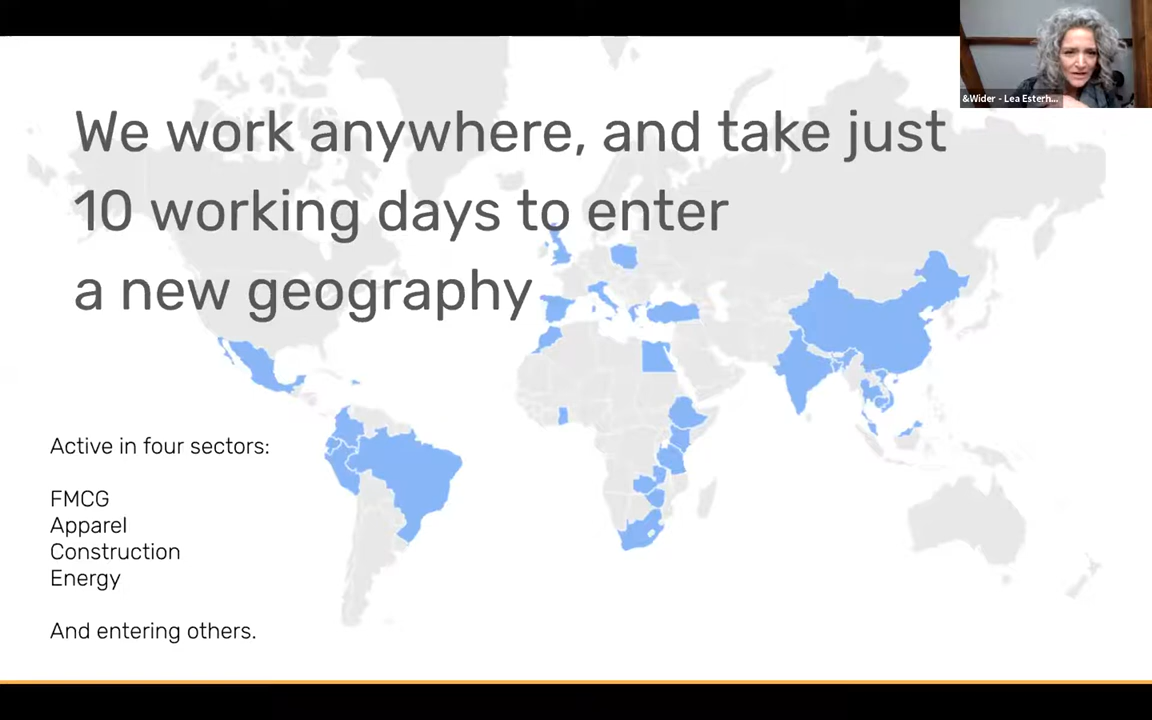 We work anywhere, and take just
10 working days to enter
a new geography
&Wider - Lea Esterh...
Active in four sectors:
FMCG
Apparel
Construction
Energy
And entering others.